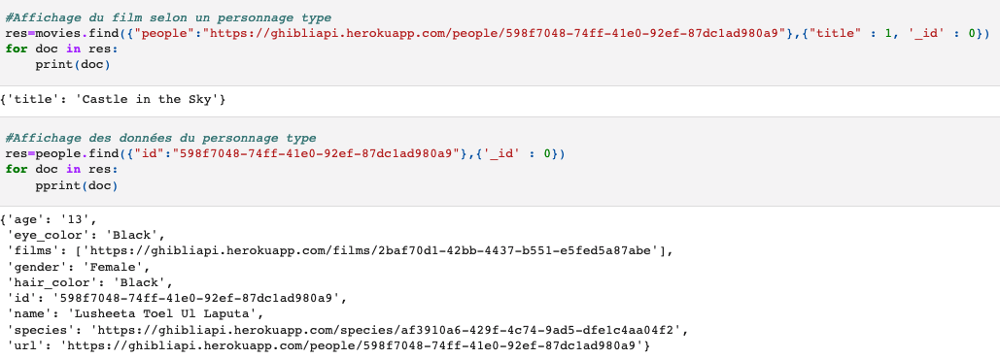 #Affichage du film selon un personnage type
res=movies.find({"people":"https://ghibliapi.herokuapp.com/people/598f7048-74ff-41e0-92ef-87dc1ad980a9"},{"title" : 1, '_id' : 0})
for doc in res:
    print(doc)
{'title': 'Castle in the Sky'}
#Affichage des données du personnage type
res=people.find({"id":"598f7048-74ff-41e0-92ef-87dc1ad980a9"},{'_id' : 0})
for doc in res:
    pprint(doc)
{'age': '13',
 'eye_color': 'Black',
 'films': ['https://ghibliapi.herokuapp.com/films/2baf70d1-42bb-4437-b551-e5fed5a87abe'],
 'gender': 'Female',
 'hair_color': 'Black',
 'id': '598f7048-74ff-41e0-92ef-87dc1ad980a9',
 'name': 'Lusheeta Toel Ul Laputa',
 'species': 'https://ghibliapi.herokuapp.com/species/af3910a6-429f-4c74-9ad5-dfe1c4aa04f2',
 'url': 'https://ghibliapi.herokuapp.com/people/598f7048-74ff-41e0-92ef-87dc1ad980a9'}